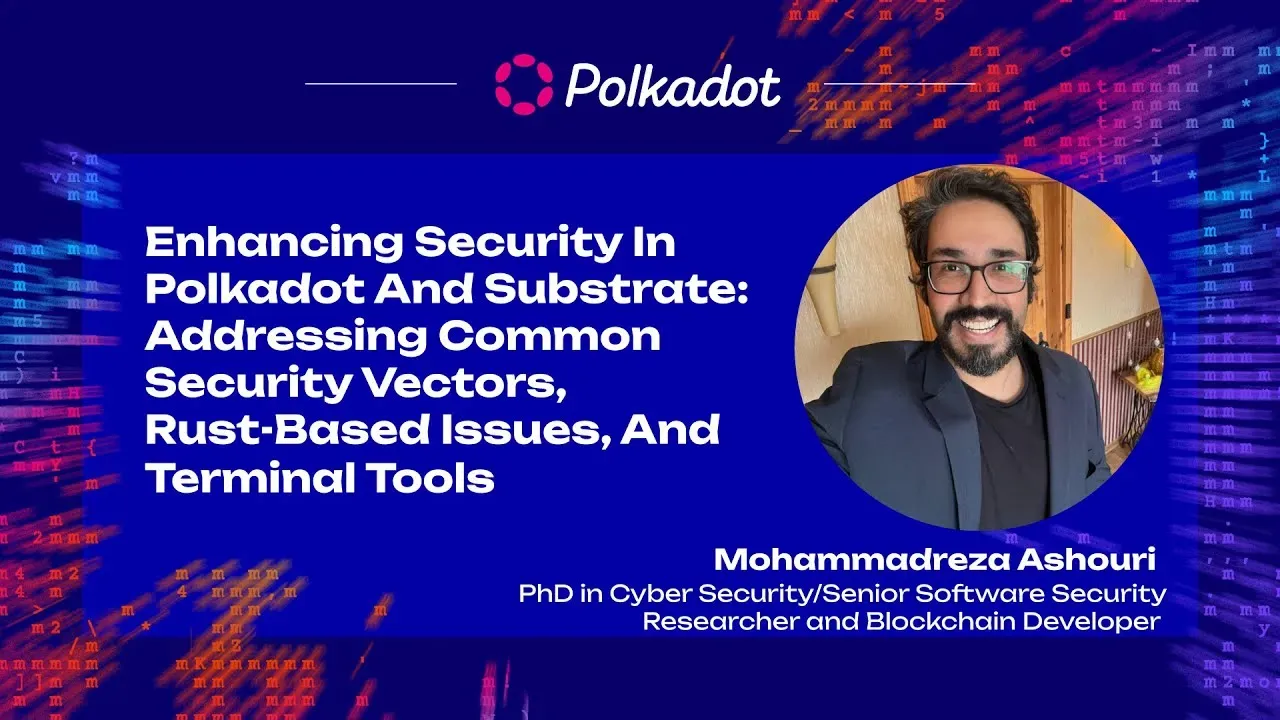 Polkadot
Enhancing Security In
Polkadot And Substrate:
Addressing Common
Security Vectors,
Rust-Based Issues, And
Terminal Tools
Mohammadreza Ashouri
PhD in Cyber Security/Senior Software Security
Researcher and Blockchain Developer